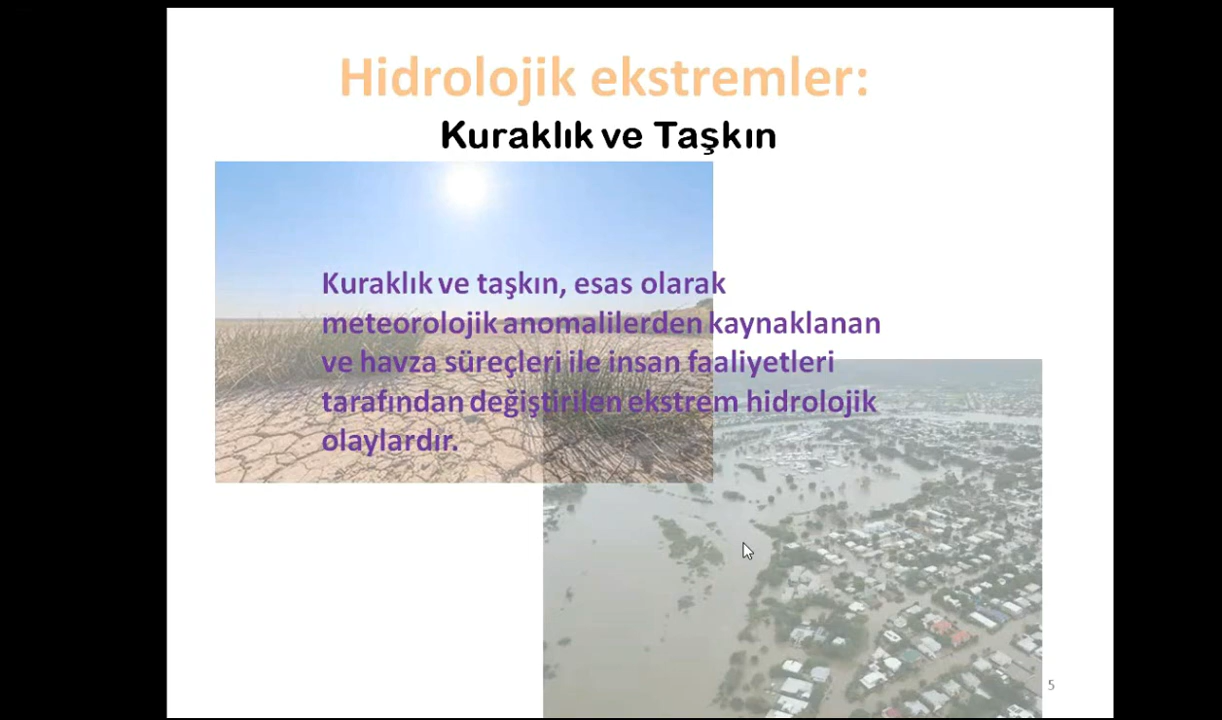 Hidrolojik ekstremler:
Kuraklık ve Taşkın
Kuraklık ve taşkın, esas olarak
meteorolojik anomalilerden kaynaklanan
ve havza süreçleri ile insan faaliyetleri
tarafından değiştirilen ekstrem hidrolojik
olaylardır.
5